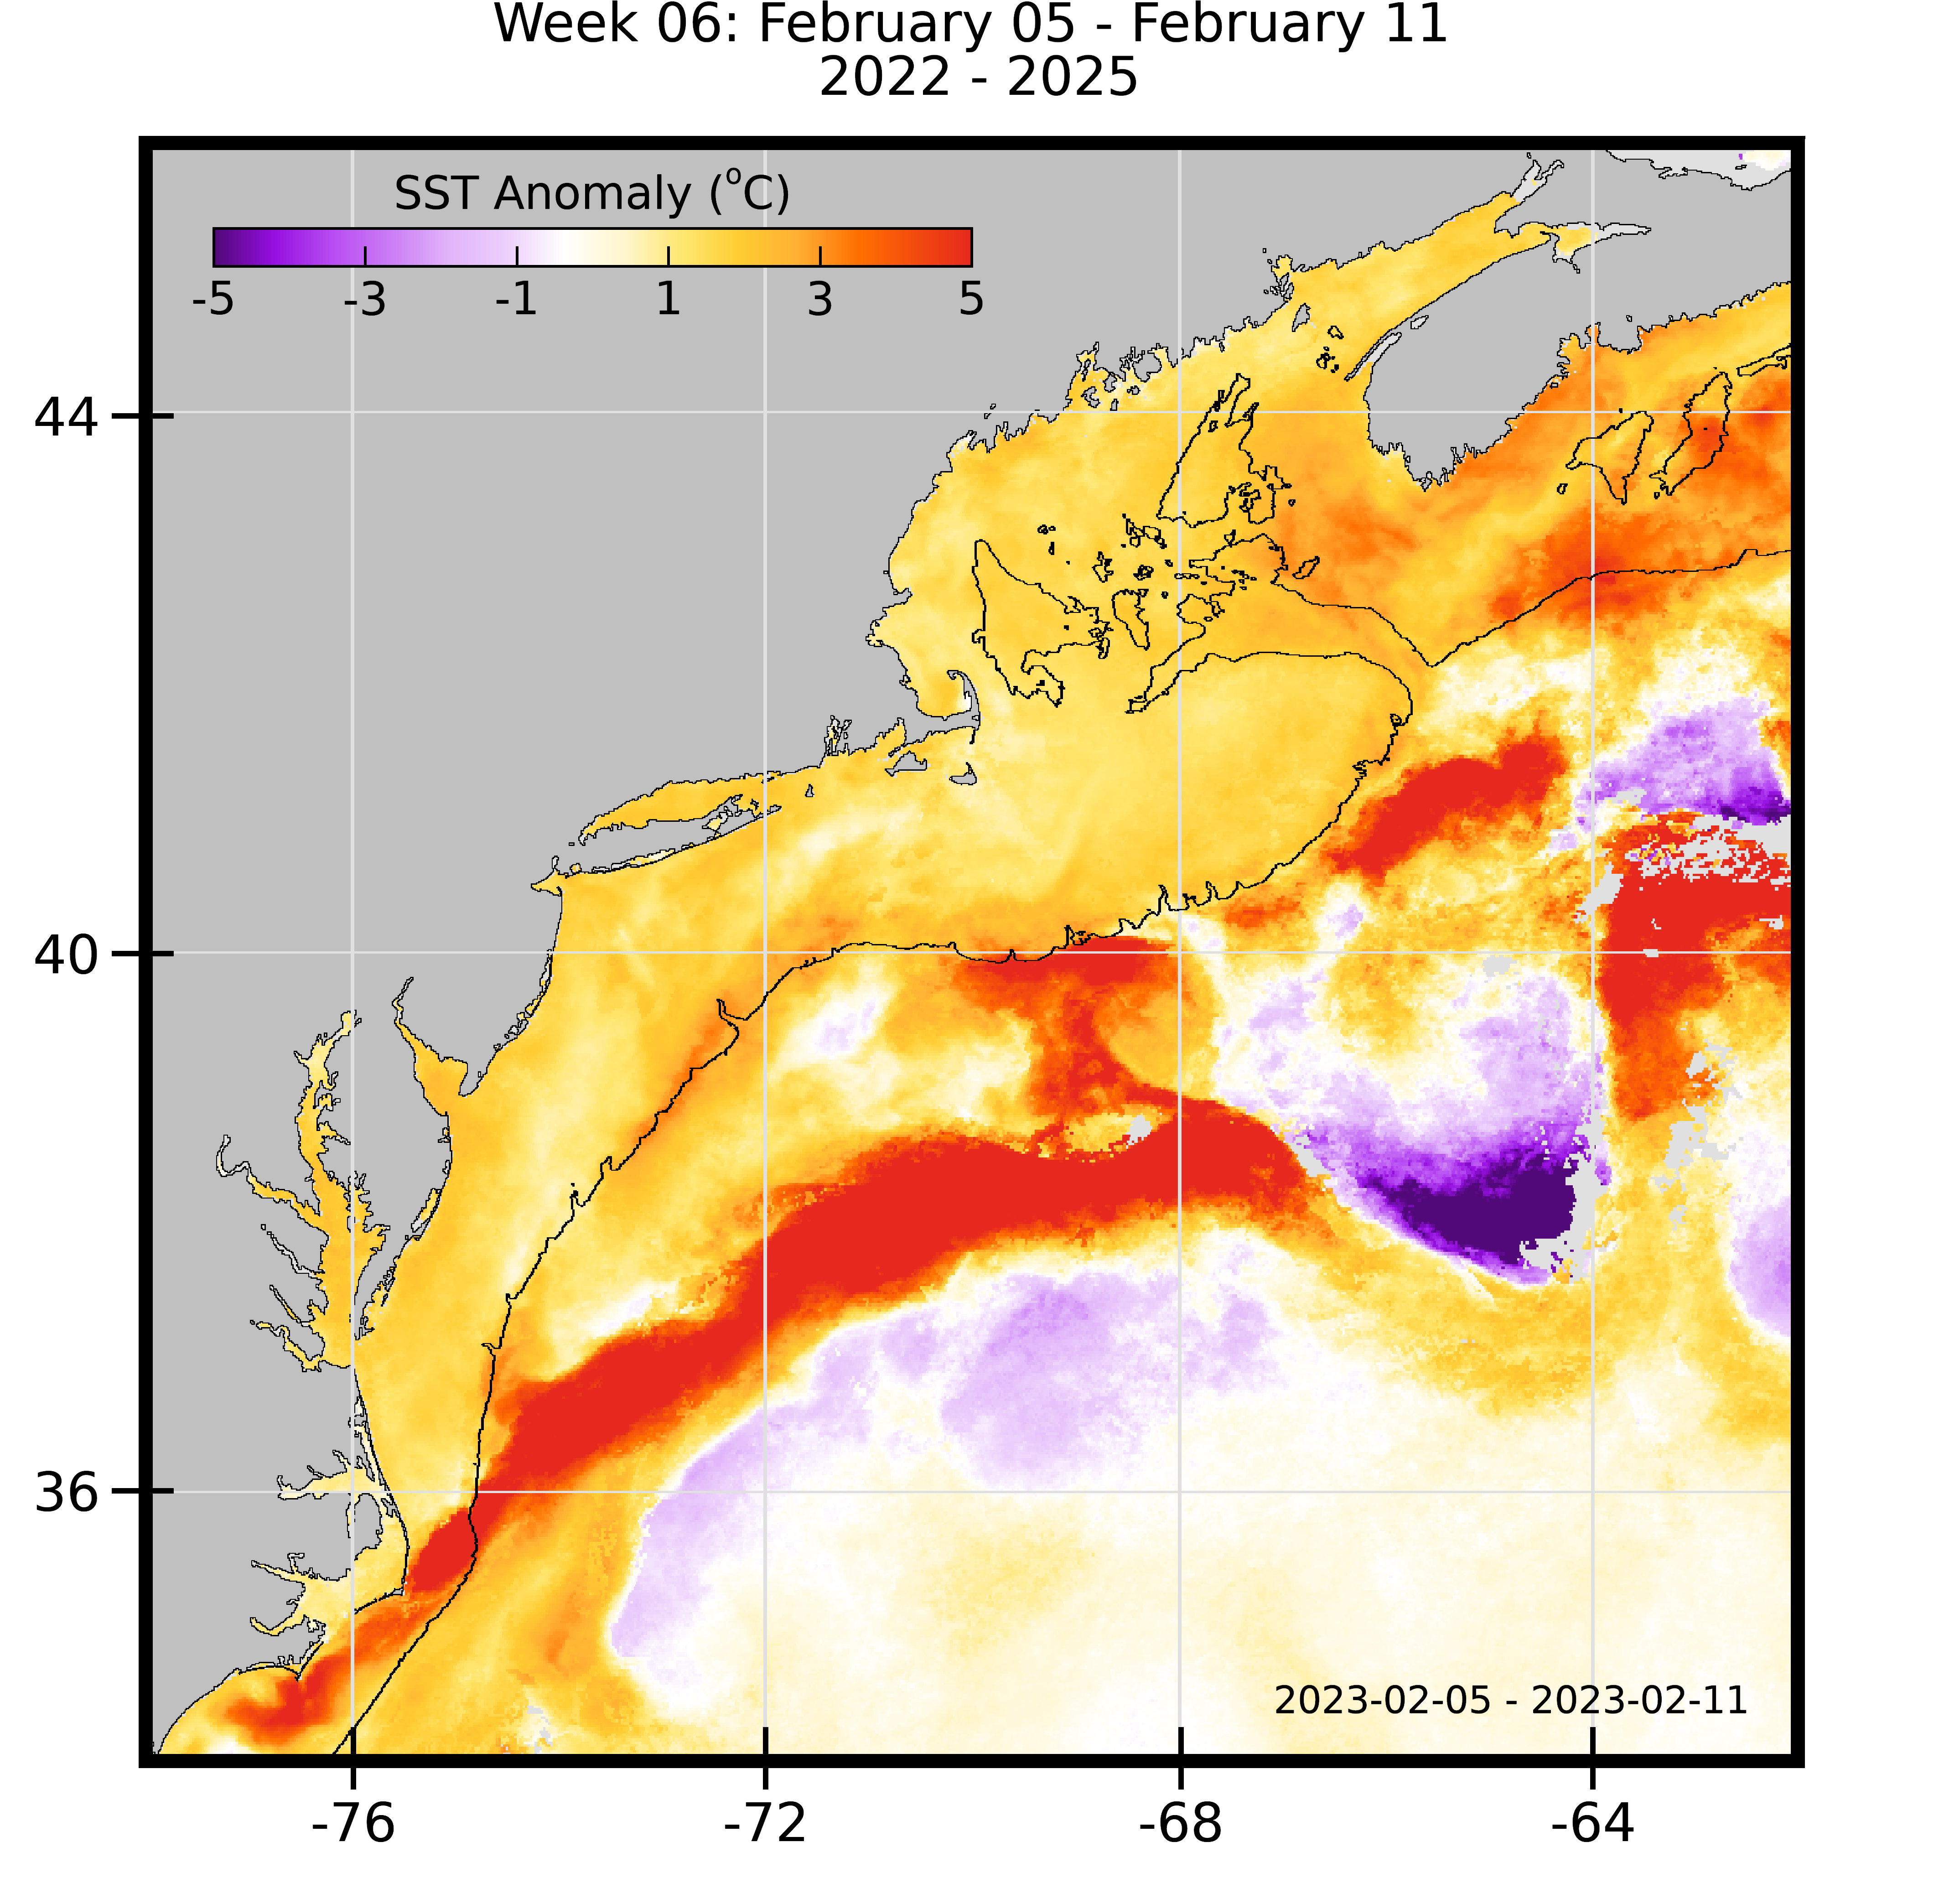 Week 06: February 05 - February 11
2022 - 2025
SST Anomaly (°C)
-5 -3 -1 1 3 5
44
40
36
2023-02-05 - 2023-02-11
-76 -72 -68 -64